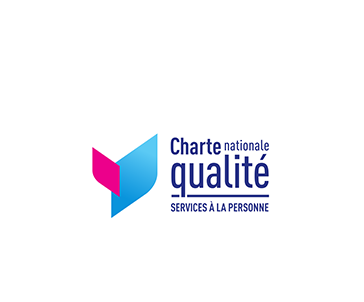 Charte nationale
qualité
SERVICES À LA PERSONNE